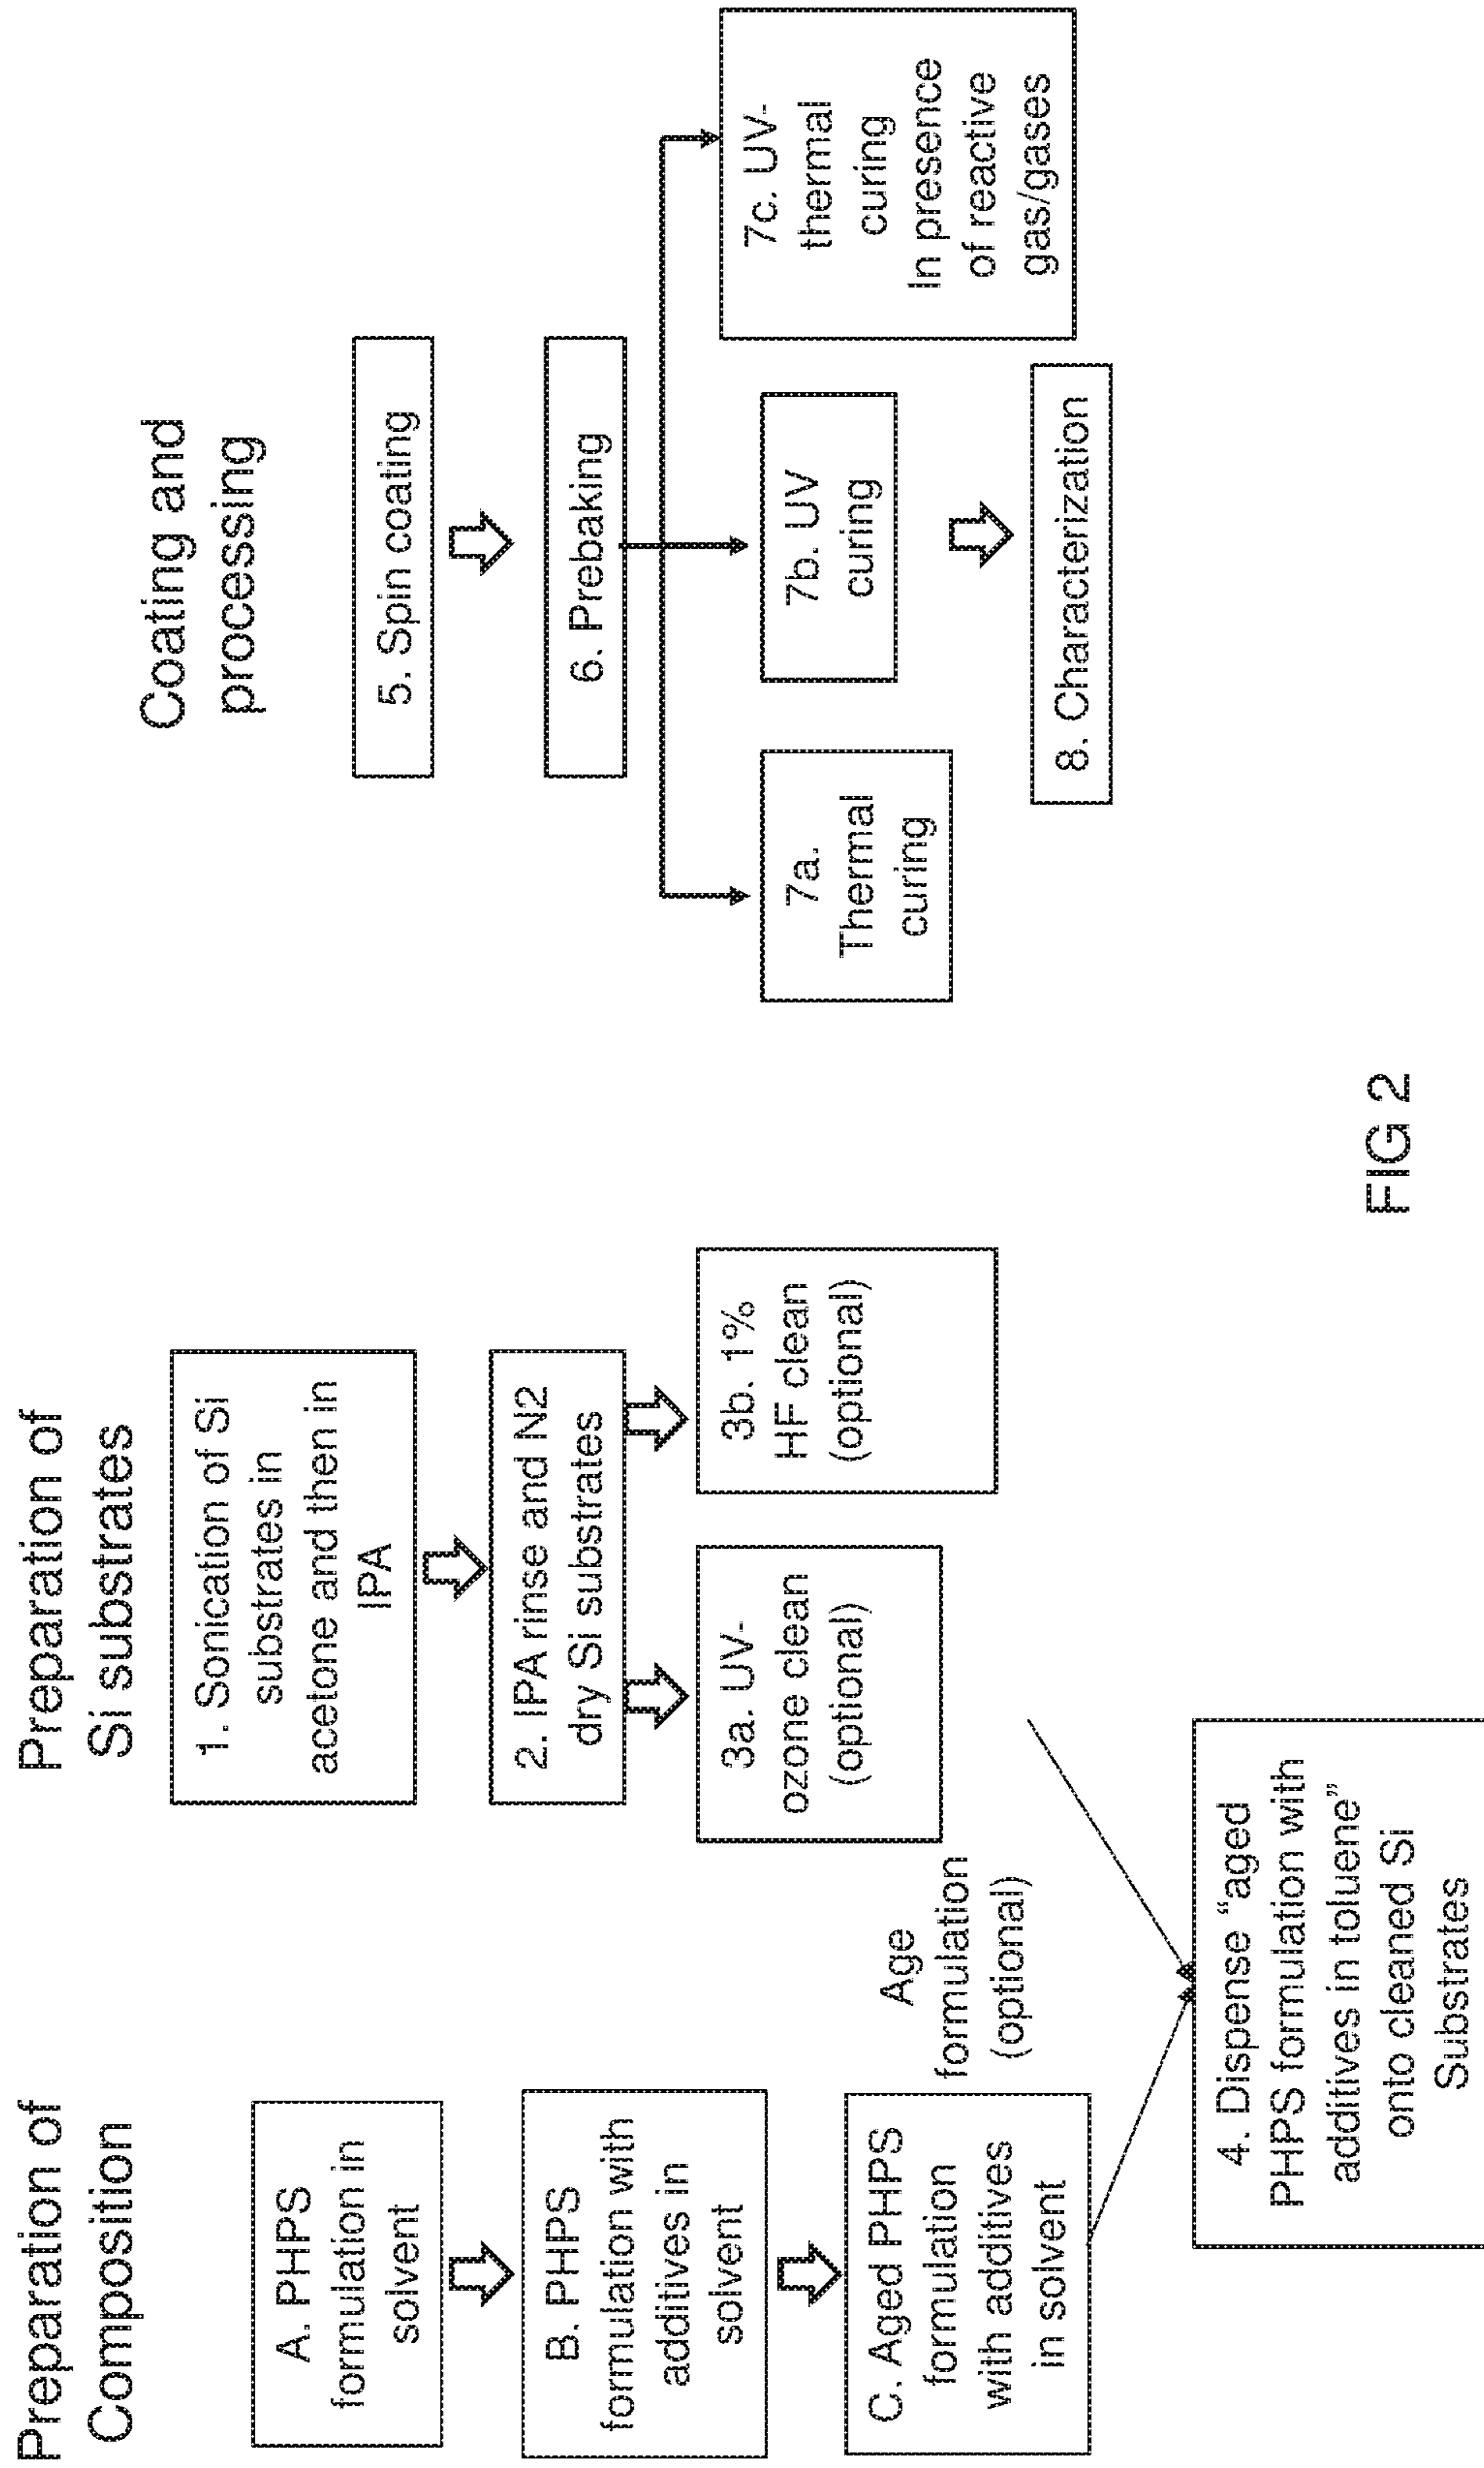 Preparation of
Composition
A. PHPS
formulation in
solvent
B. PHPS
formulation with
additives in
solvent
C. Aged PHPS
formulation
with additives
in solvent
Age
formulation
(optional)
Preparation of
Si substrates
1. Sonication of Si
substrates in
acetone and then in
IPA
2. IPA rinse and N2
dry Si substrates
3a. UV-
ozone clean
(optional)
3b. 1%
HF clean
(optional)
4. Dispense “aged
PHPS formulation with
additives in toluene”
onto cleaned Si
Substrates
Coating and
processing
5. Spin coating
6. Prebaking
7a.
Thermal
curing
7b. UV
curing
7c. UV-
thermal
curing
In presence
of reactive
gas/gases
8. Characterization
FIG 2